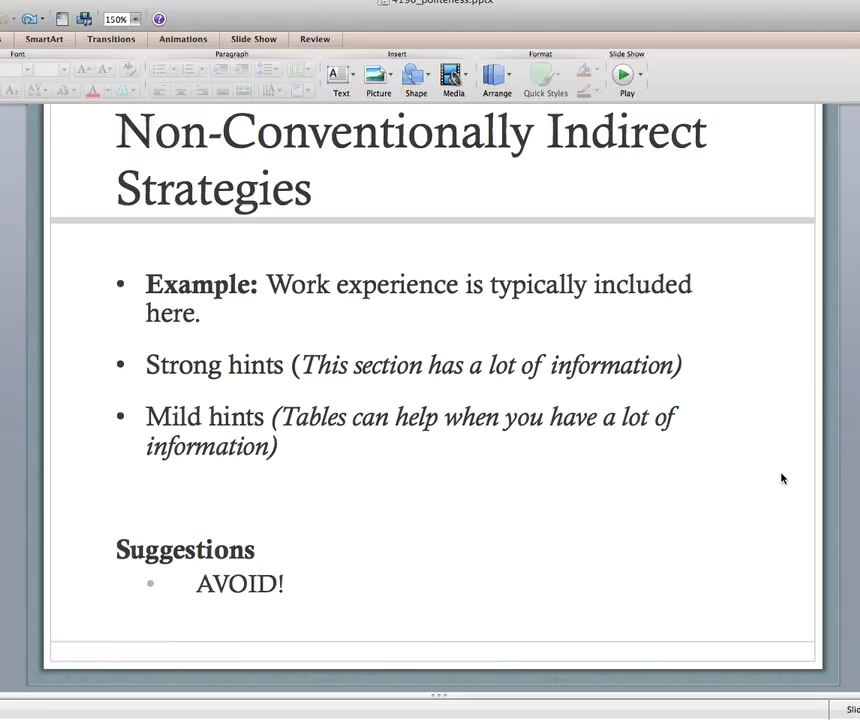 4190_politeness.pptx
150%
SmartArt Transitions Animations Slide Show Review
Font Paragraph Insert Format Slide Show
Text Picture Shape Media Arrange Quick Styles Play
Non-Conventionally Indirect
Strategies
• Example: Work experience is typically included
here.
• Strong hints (This section has a lot of information)
• Mild hints (Tables can help when you have a lot of
information)
Suggestions
• AVOID!